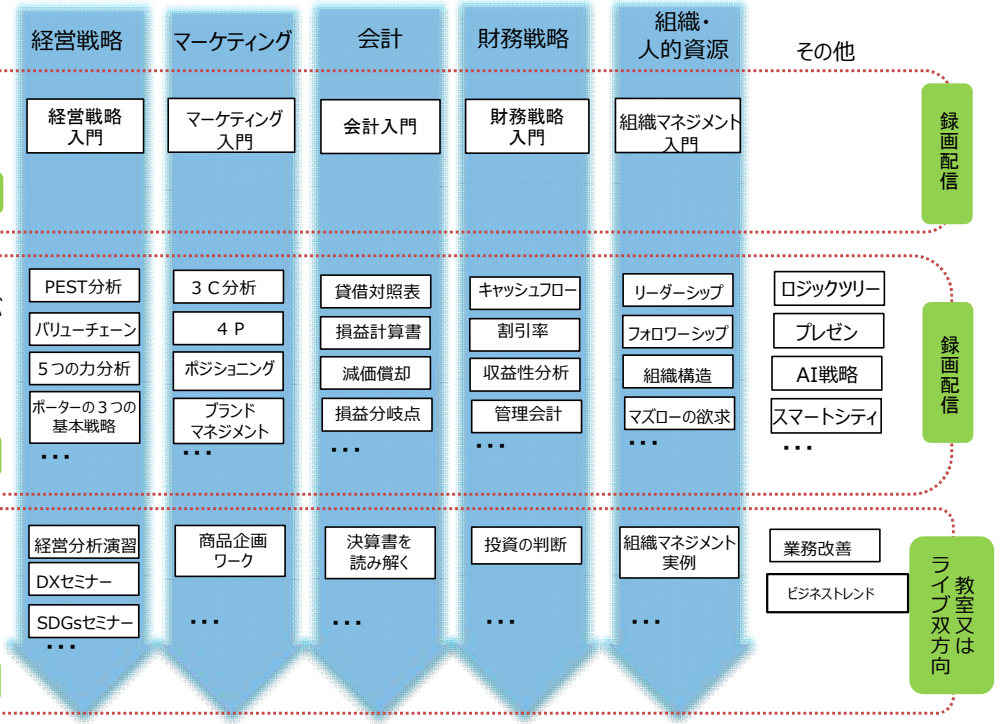 経営戦略
マーケティング
会計
財務戦略
組織・
人的資源
その他
経営戦略
入門
マーケティング
入門
会計入門
財務戦略
入門
組織マネジメント
入門
録画配信
PEST分析
バリューチェーン
5つの力分析
ポーターの3つの
基本戦略
・・・
3C分析
4P
ポジショニング
ブランド
マネジメント
・・・
貸借対照表
損益計算書
減価償却
損益分岐点
・・・
キャッシュフロー
割引率
収益性分析
管理会計
・・・
リーダーシップ
フォロワーシップ
組織構造
マズローの欲求
・・・
ロジックツリー
プレゼン
AI戦略
スマートシティ
・・・
録画配信
経営分析演習
DXセミナー
SDGsセミナー
・・・
商品企画
ワーク
・・・
決算書を
読み解く
・・・
投資の判断
・・・
組織マネジメント
実例
・・・
業務改善
ビジネストレンド
教室又は
ライブ双方向